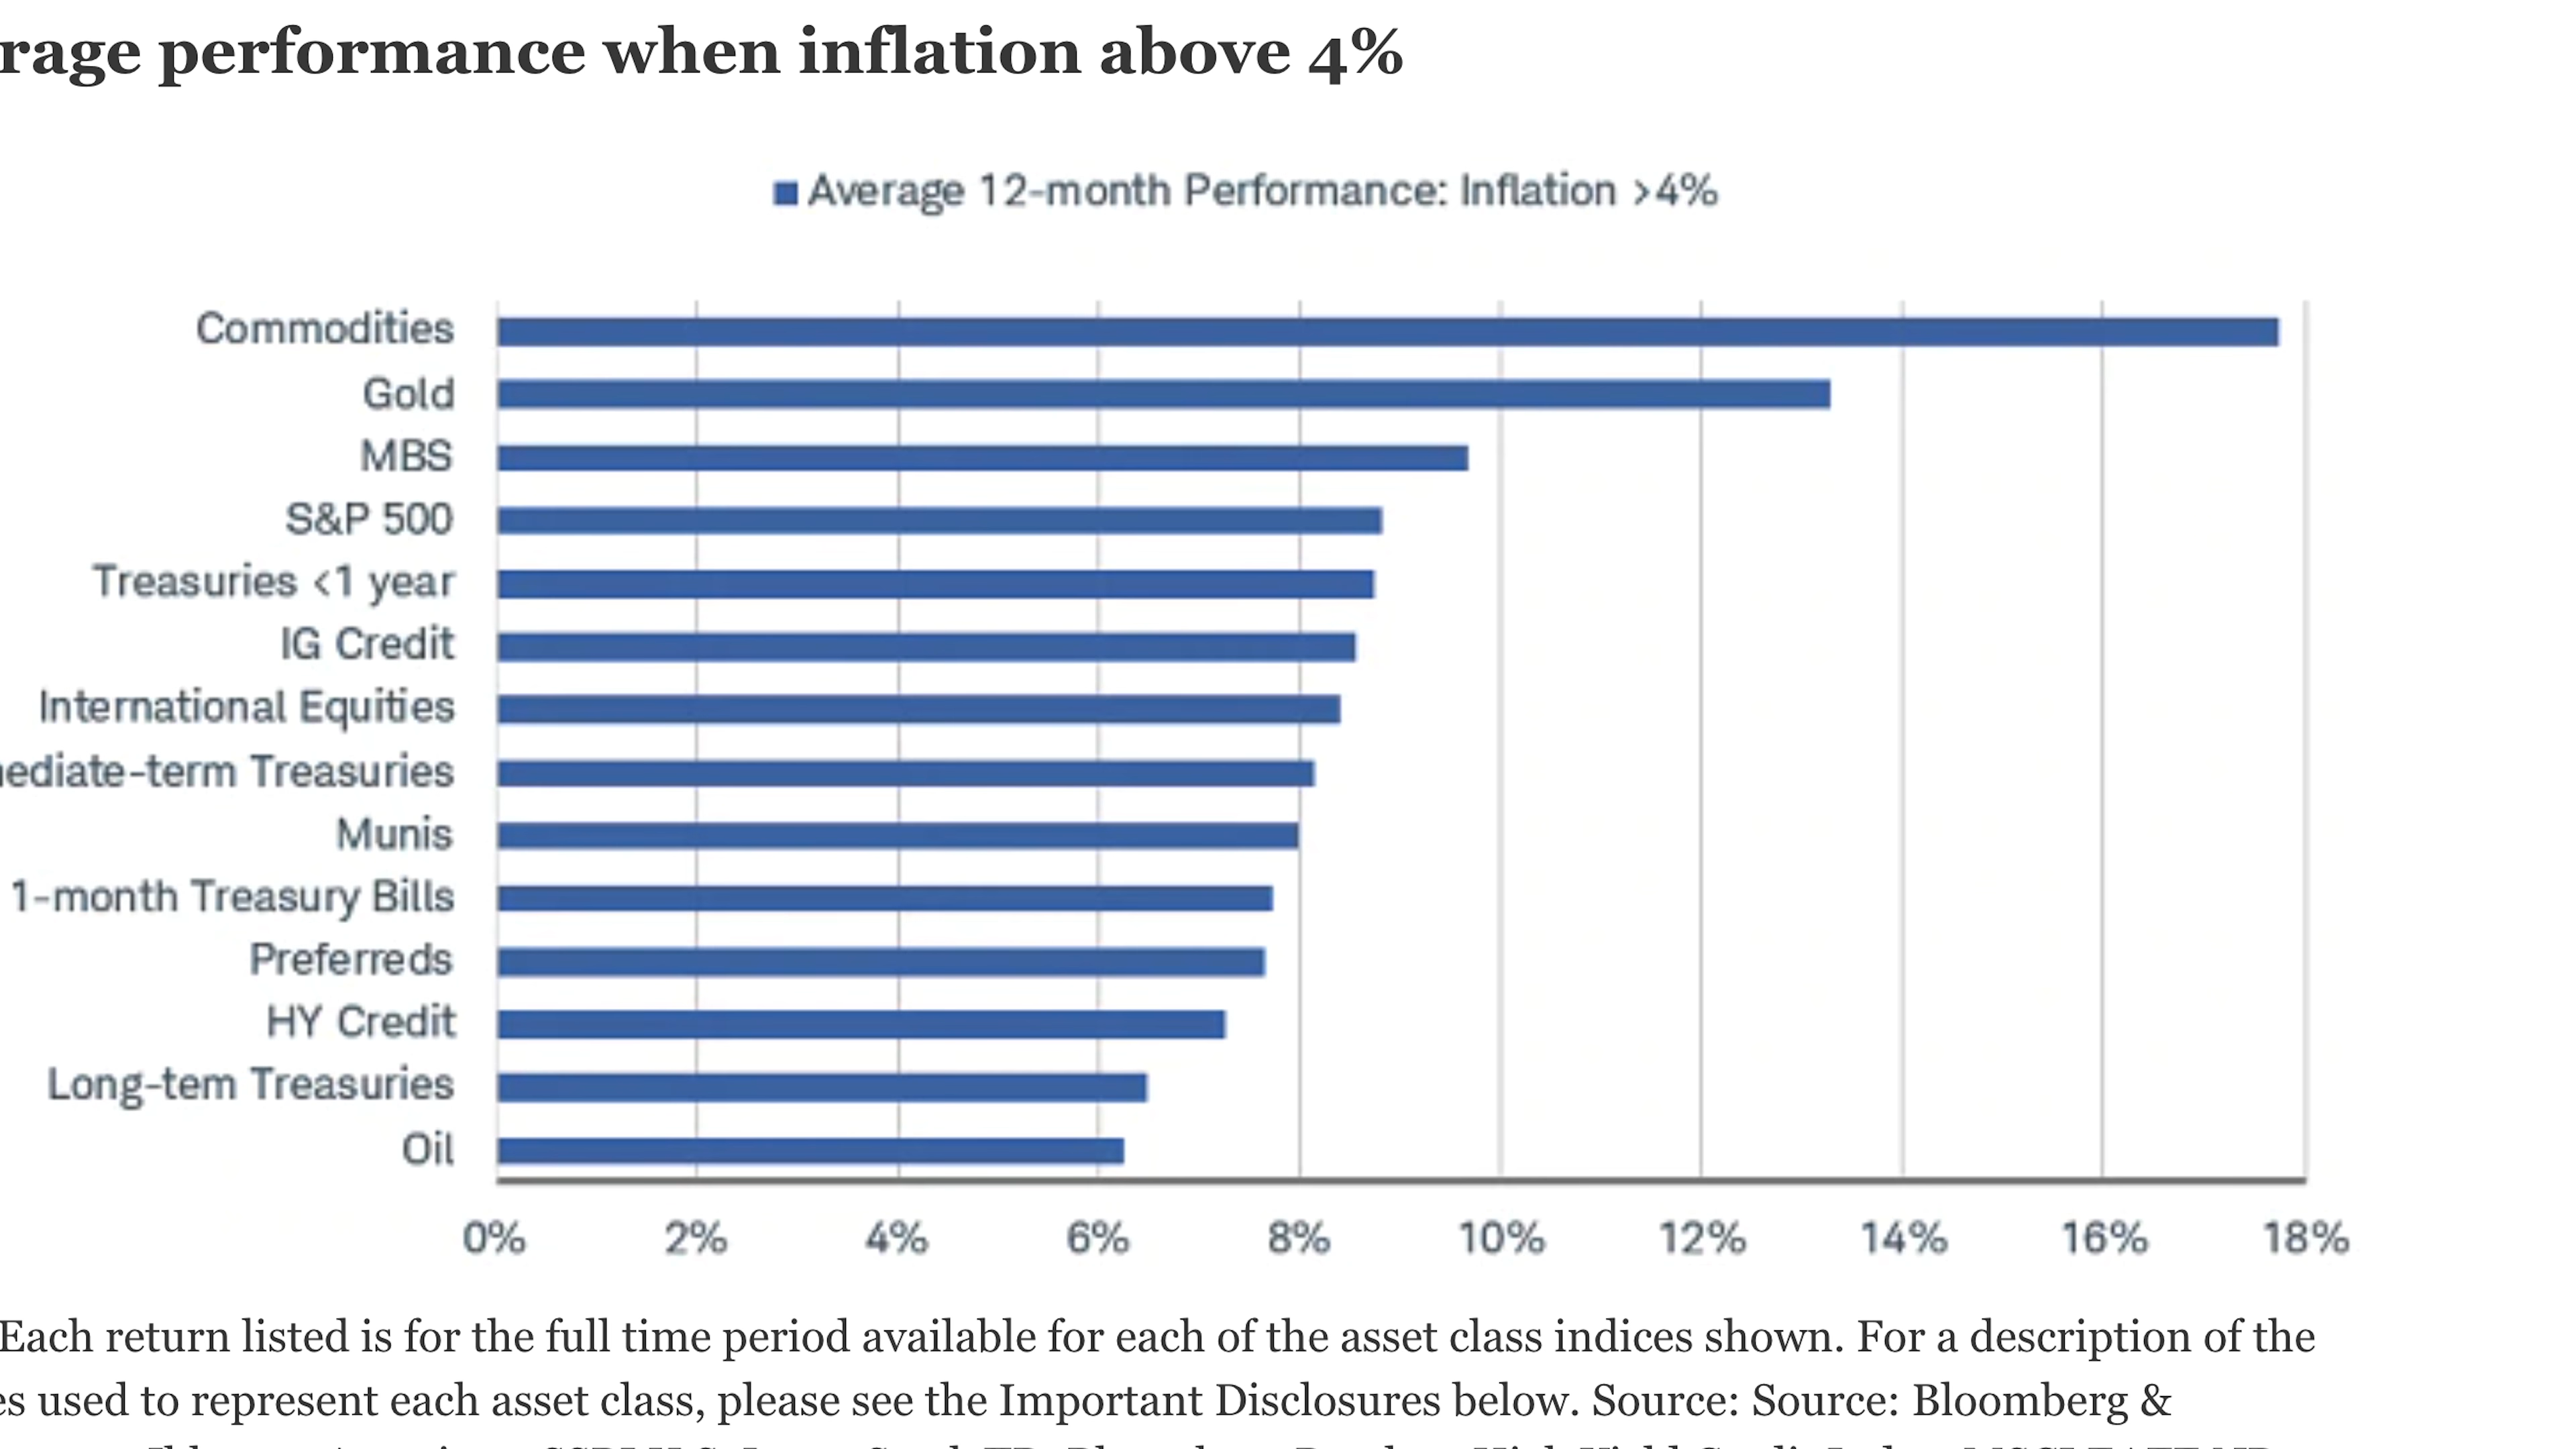 rage performance when inflation above 4%
Average 12-month Performance: Inflation >4%
Commodities
Gold
MBS
S&P 500
Treasuries <1 year
IG Credit
International Equities
ediate-term Treasuries
Munis
1-month Treasury Bills
Preferreds
HY Credit
Long-tem Treasuries
Oil
0% 2% 4% 6% 8% 10% 12% 14% 16% 18%
Each return listed is for the full time period available for each of the asset class indices shown. For a description of the
es used to represent each asset class, please see the Important Disclosures below. Source: Source: Bloomberg &